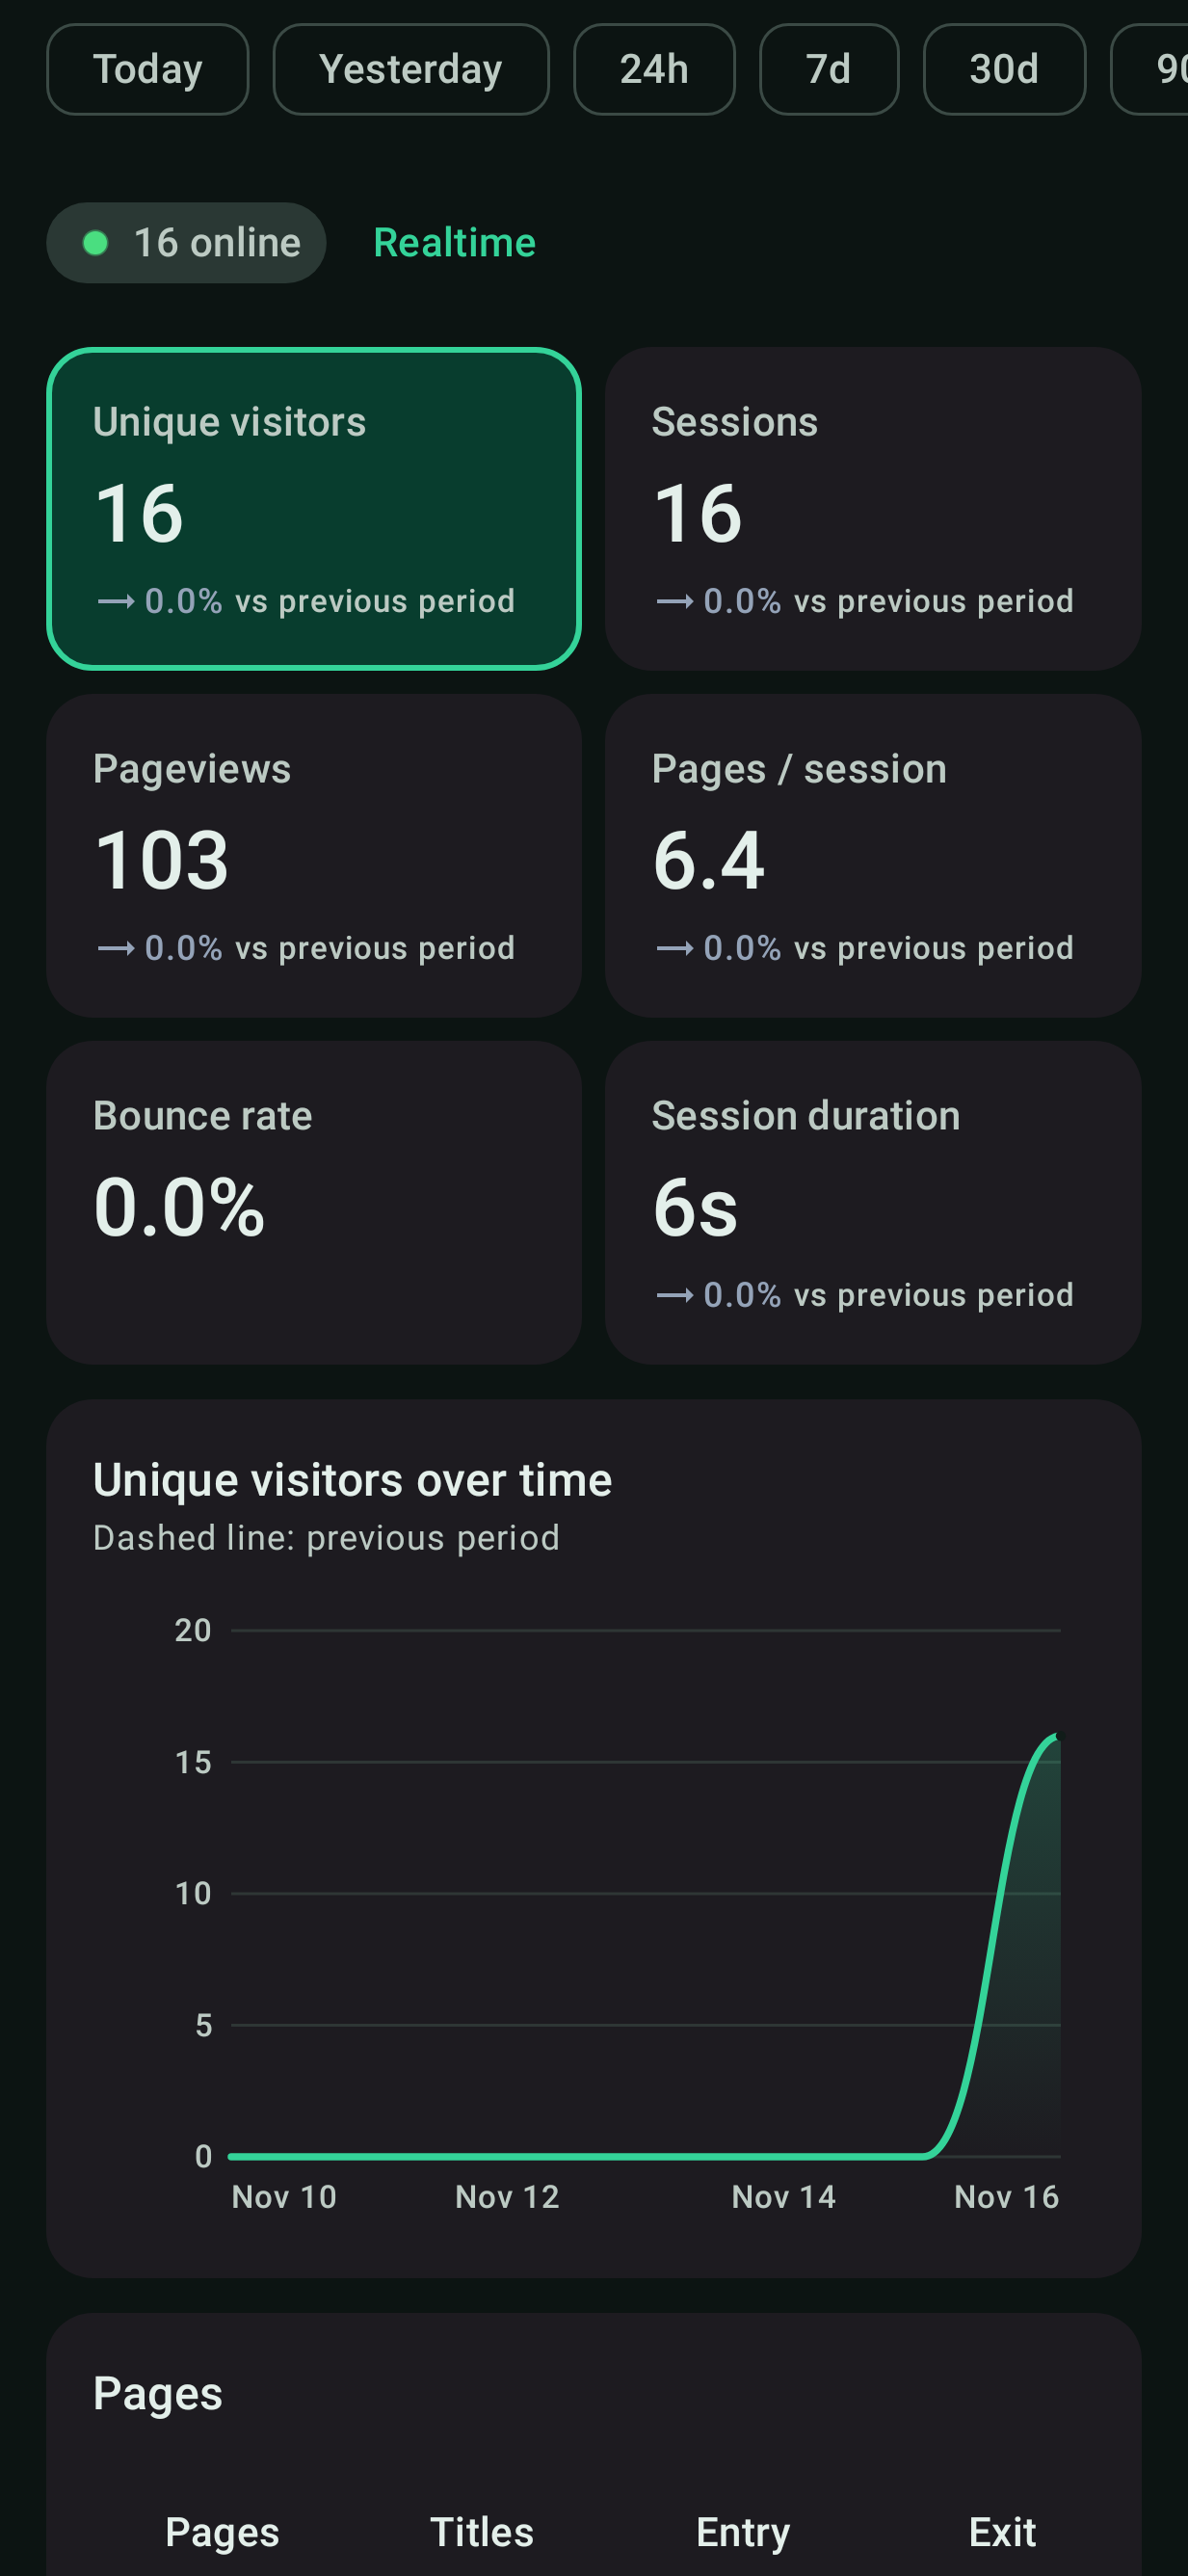 Today Yesterday 24h 7d 30d 90
16 online Realtime
Unique visitors
16
→ 0.0% vs previous period
Sessions
16
→ 0.0% vs previous period
Pageviews
103
→ 0.0% vs previous period
Pages / session
6.4
→ 0.0% vs previous period
Bounce rate
0.0%
Session duration
6s
→ 0.0% vs previous period
Unique visitors over time
Dashed line: previous period
20
15
10
5
0
Nov 10 Nov 12 Nov 14 Nov 16
Pages
Pages Titles Entry Exit